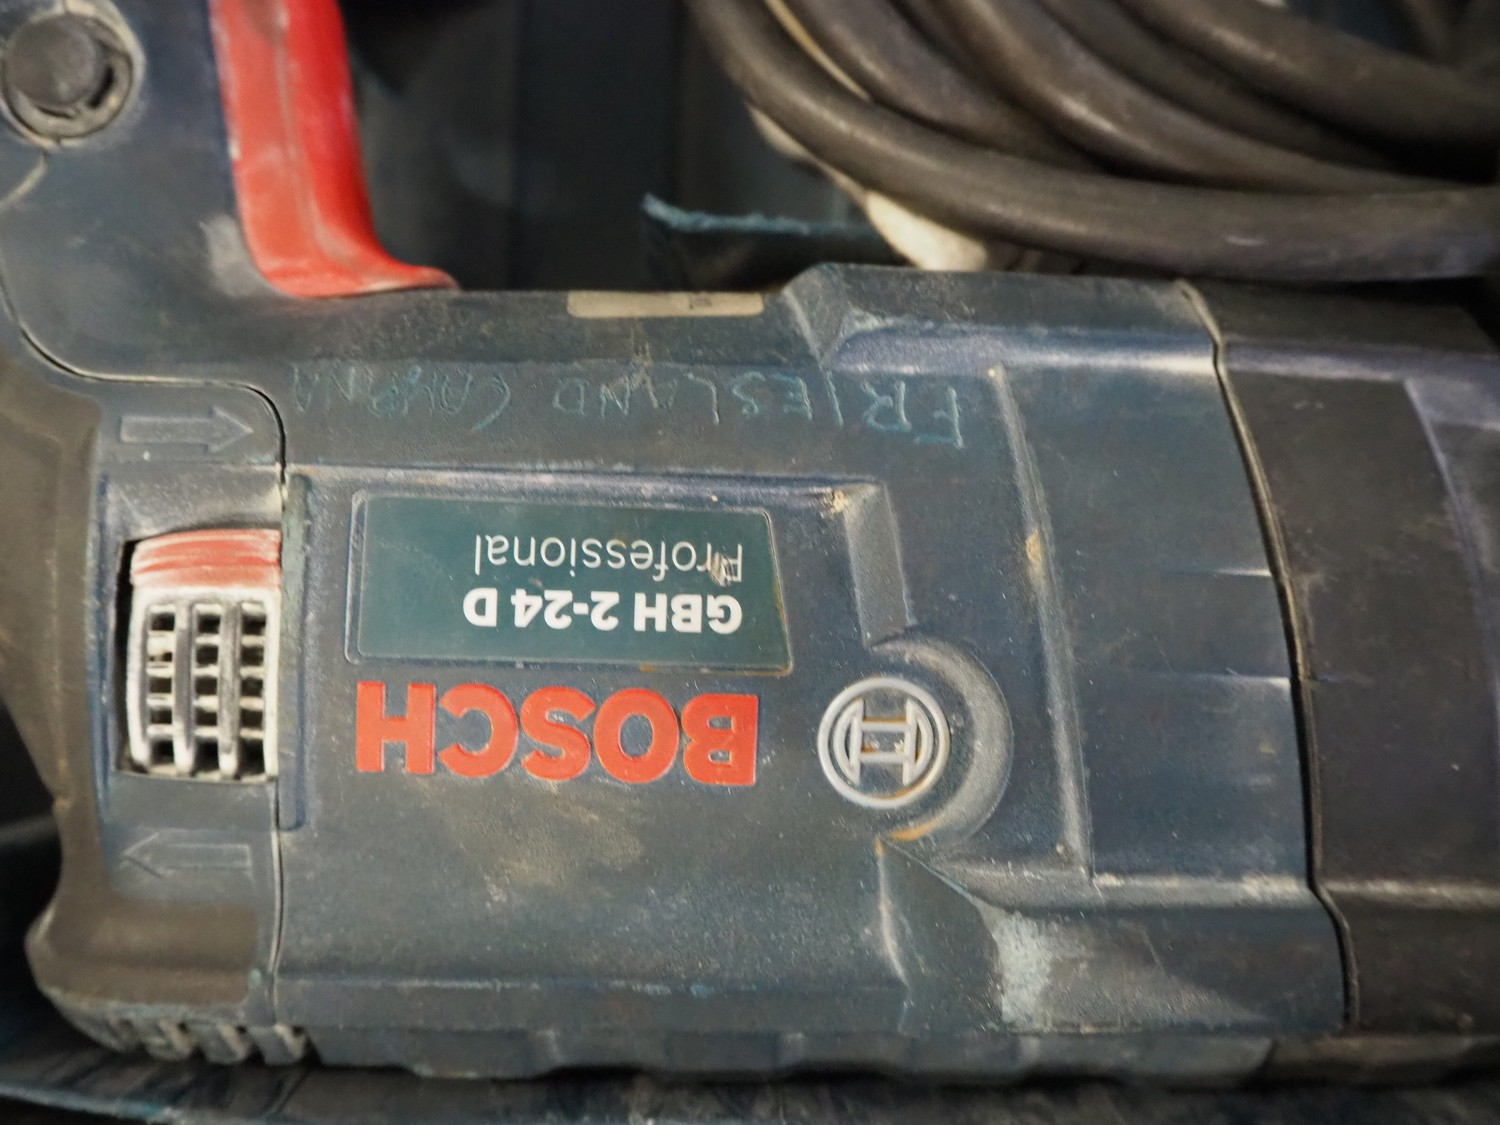 BOSCH
GBH 2-24 D
Professional
FRIESLAND CAMPINA